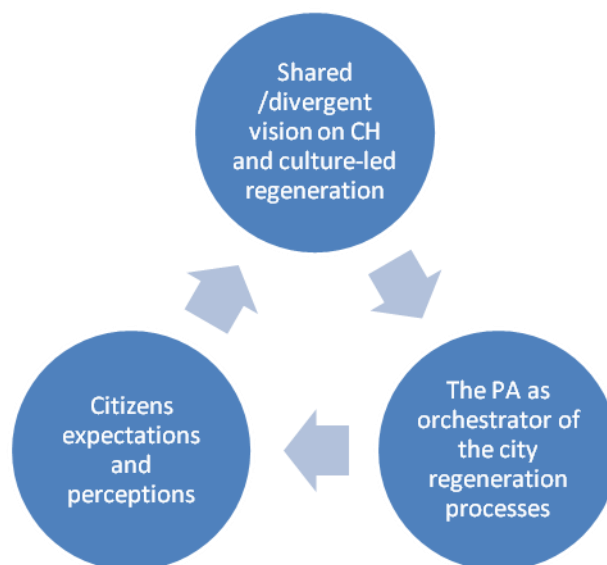 Shared
/divergent
vision on CH
and culture-led
regeneration
The PA as
orchestrator of
the city
regeneration
processes
Citizens
expectations
and
perceptions